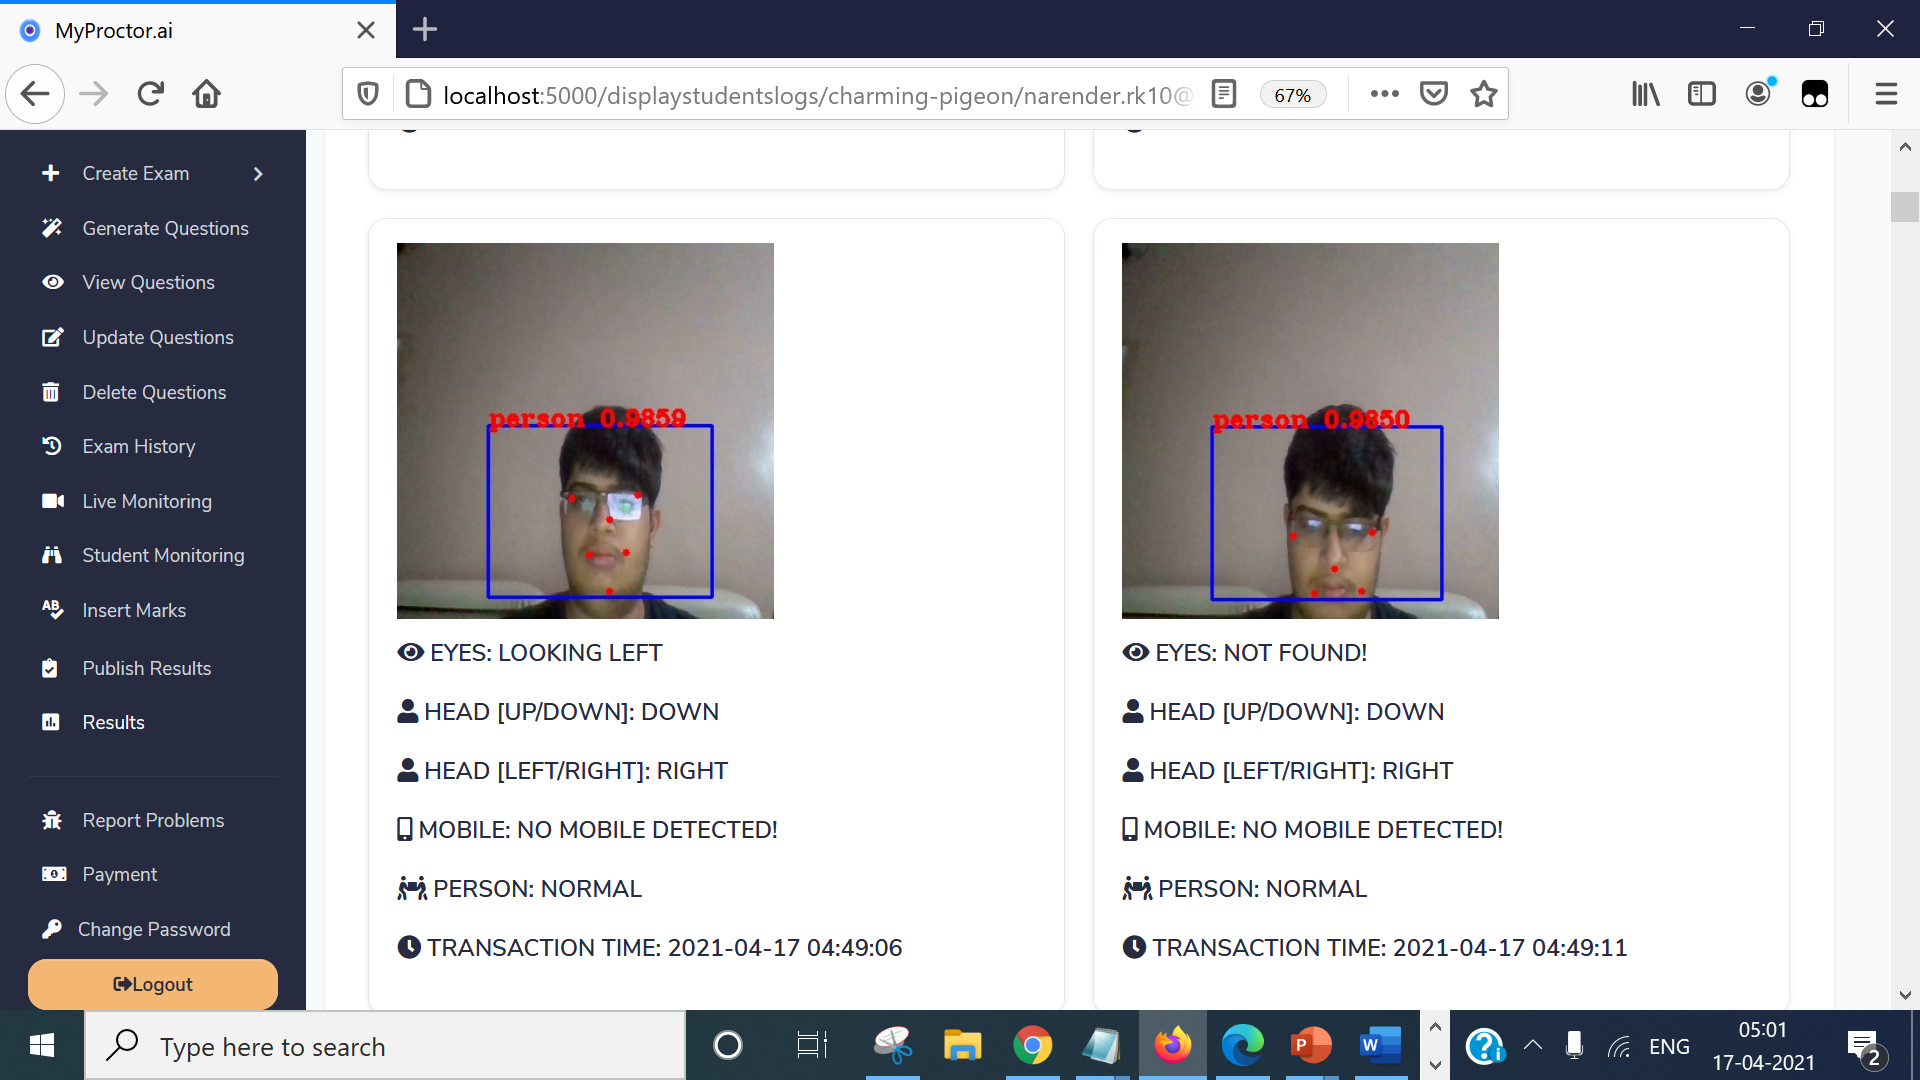 MyProctor.ai
localhost:5000/displaystudentslogs/charming-pigeon/narender.rk10@
67%
Create Exam
Generate Questions
View Questions
Update Questions
Delete Questions
Exam History
Live Monitoring
Student Monitoring
Insert Marks
Publish Results
Results
Report Problems
Payment
Change Password
Logout
person 0.9859
EYES: LOOKING LEFT
HEAD [UP/DOWN]: DOWN
HEAD [LEFT/RIGHT]: RIGHT
MOBILE: NO MOBILE DETECTED!
PERSON: NORMAL
TRANSACTION TIME: 2021-04-17 04:49:06
person 0.9850
EYES: NOT FOUND!
HEAD [UP/DOWN]: DOWN
HEAD [LEFT/RIGHT]: RIGHT
MOBILE: NO MOBILE DETECTED!
PERSON: NORMAL
TRANSACTION TIME: 2021-04-17 04:49:11
Type here to search
ENG
05:01
17-04-2021
2